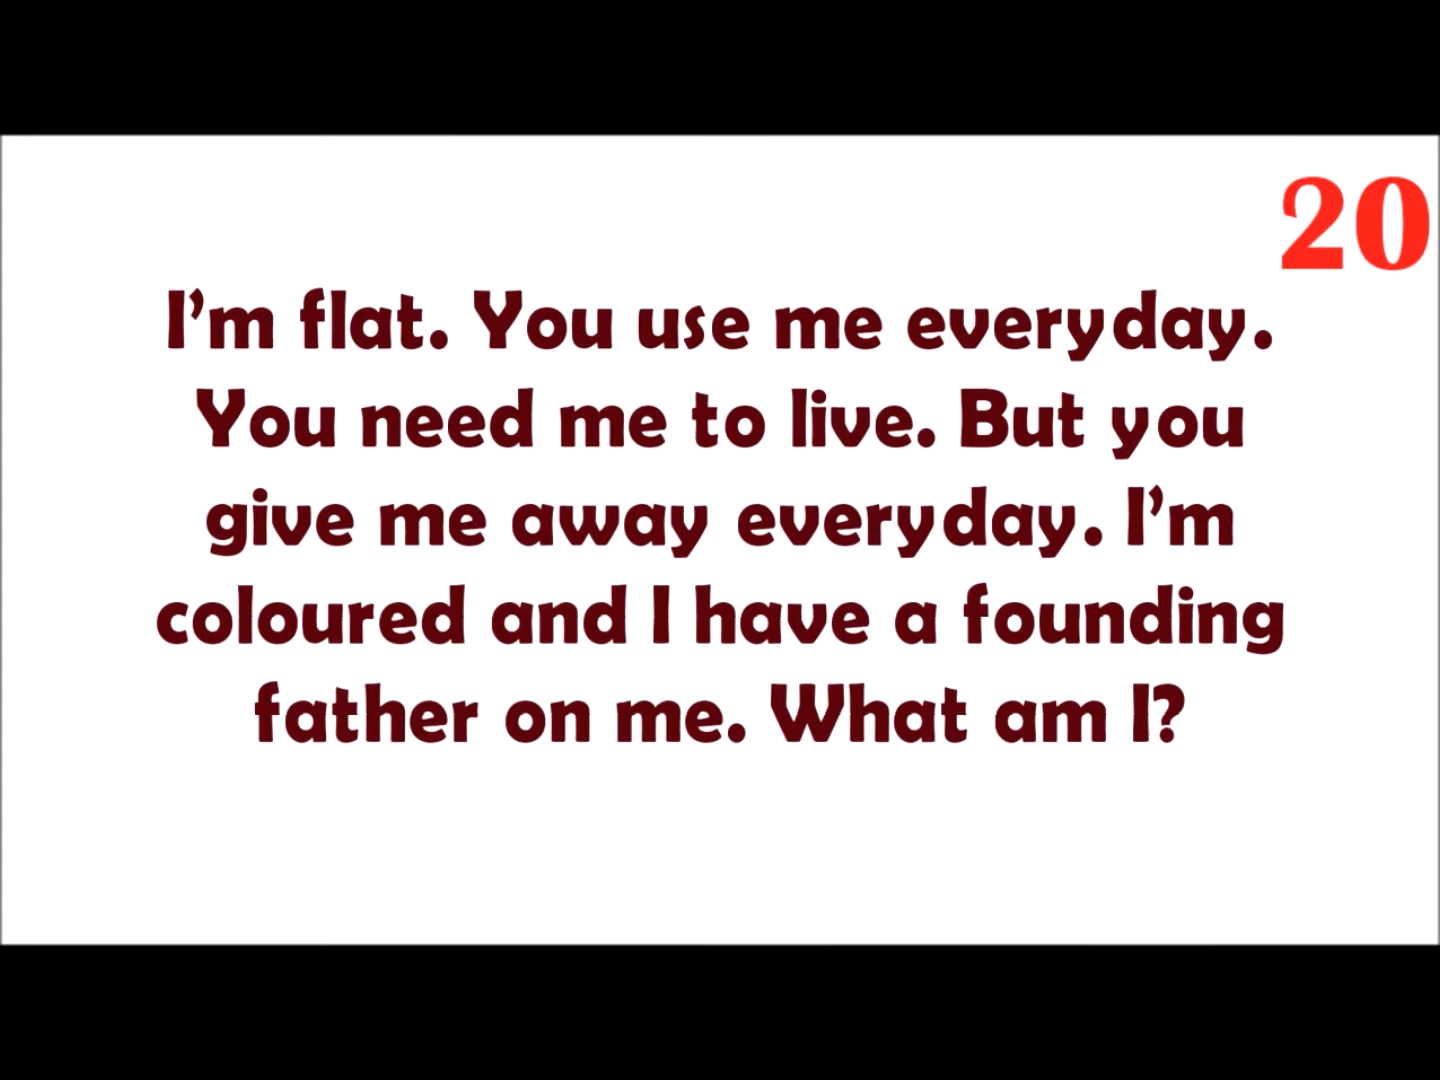 20
I’m flat. You use me everyday.
You need me to live. But you
give me away everyday. I’m
coloured and I have a founding
father on me. What am I?